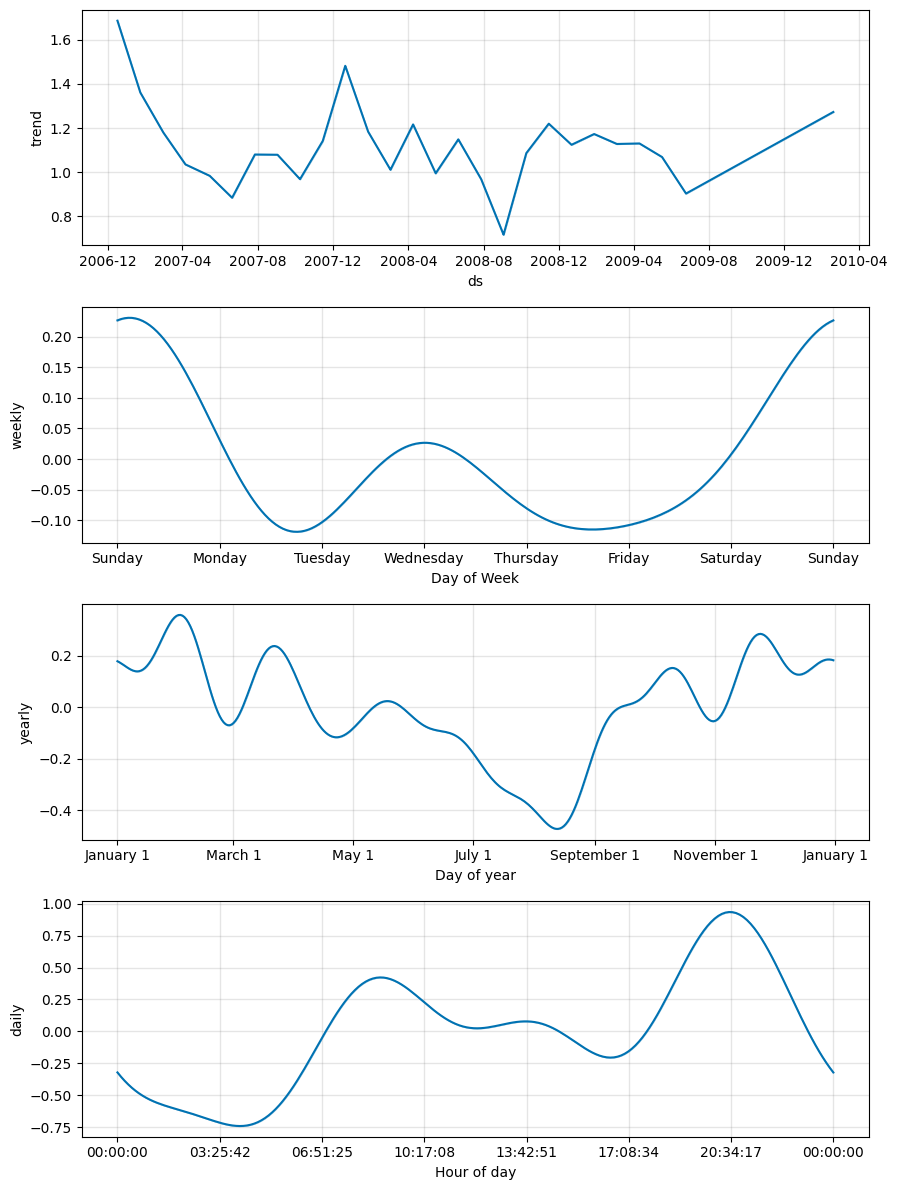 trend
1.6
1.4
1.2
1.0
0.8
2006-12 2007-04 2007-08 2007-12 2008-04 2008-08 2008-12 2009-04 2009-08 2009-12 2010-04
ds
weekly
0.20
0.15
0.10
0.05
0.00
−0.05
−0.10
Sunday Monday Tuesday Wednesday Thursday Friday Saturday Sunday
Day of Week
yearly
0.2
0.0
−0.2
−0.4
January 1 March 1 May 1 July 1 September 1 November 1 January 1
Day of year
daily
1.00
0.75
0.50
0.25
0.00
−0.25
−0.50
−0.75
00:00:00 03:25:42 06:51:25 10:17:08 13:42:51 17:08:34 20:34:17 00:00:00
Hour of day